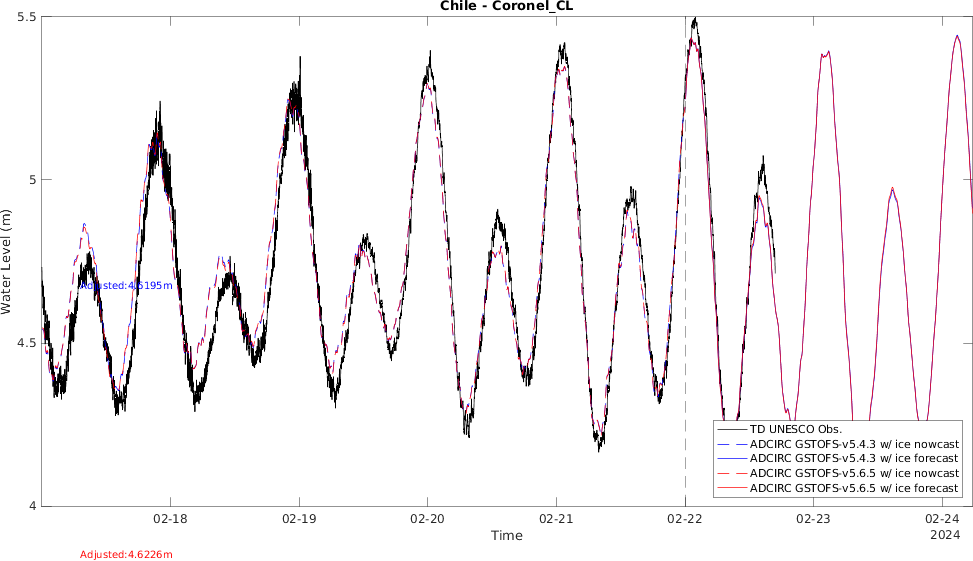 Chile - Coronel_CL
5.5
5
4.5
4
Water Level (m)
Adjusted:4.6195m
TD UNESCO Obs.
ADCIRC GSTOFS-v5.4.3 w/ ice nowcast
ADCIRC GSTOFS-v5.4.3 w/ ice forecast
ADCIRC GSTOFS-v5.6.5 w/ ice nowcast
ADCIRC GSTOFS-v5.6.5 w/ ice forecast
02-18 02-19 02-20 02-21 02-22 02-23 02-24
2024
Time
Adjusted:4.6226m